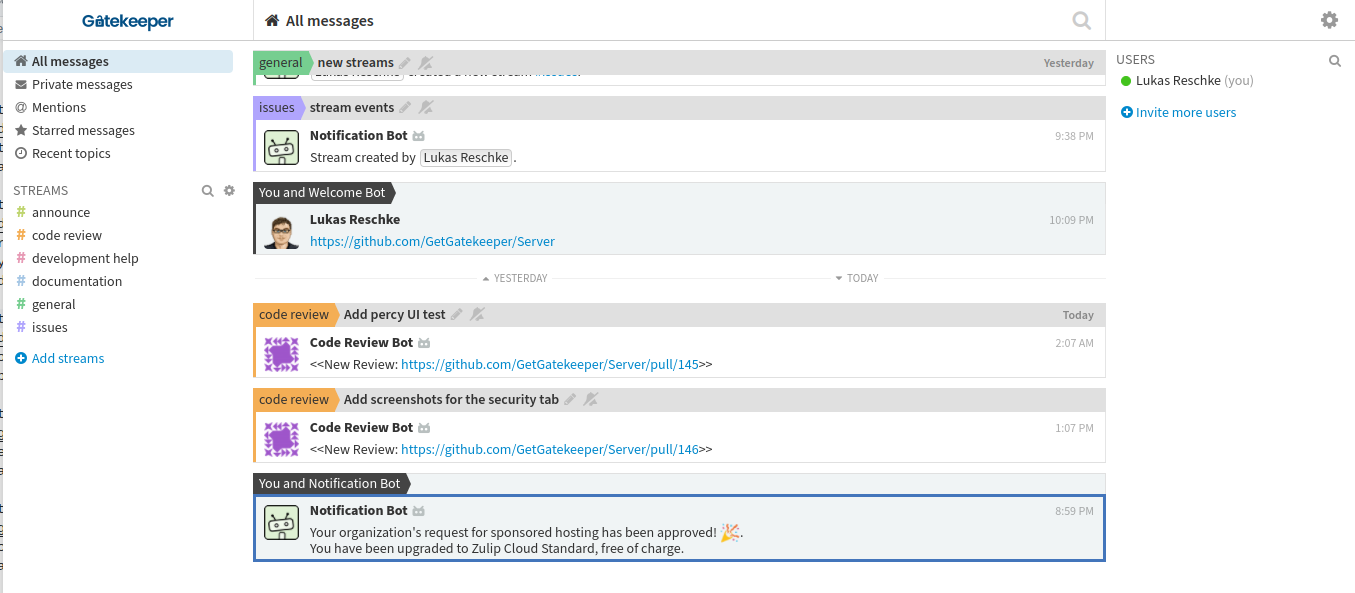 Gatekeeper
All messages
All messages
Private messages
Mentions
Starred messages
Recent topics
STREAMS
# announce
# code review
# development help
# documentation
# general
# issues
Add streams
general new streams Yesterday
Lukas Reschke created a new stream issues.
issues stream events
Notification Bot 9:38 PM
Stream created by Lukas Reschke .
You and Welcome Bot
Lukas Reschke 10:09 PM
https://github.com/GetGatekeeper/Server
YESTERDAY TODAY
code review Add percy UI test Today
Code Review Bot 2:07 AM
<<New Review: https://github.com/GetGatekeeper/Server/pull/145>>
code review Add screenshots for the security tab
Code Review Bot 1:07 PM
<<New Review: https://github.com/GetGatekeeper/Server/pull/146>>
You and Notification Bot
Notification Bot 8:59 PM
Your organization's request for sponsored hosting has been approved! 🎉.
You have been upgraded to Zulip Cloud Standard, free of charge.
USERS
Lukas Reschke (you)
Invite more users